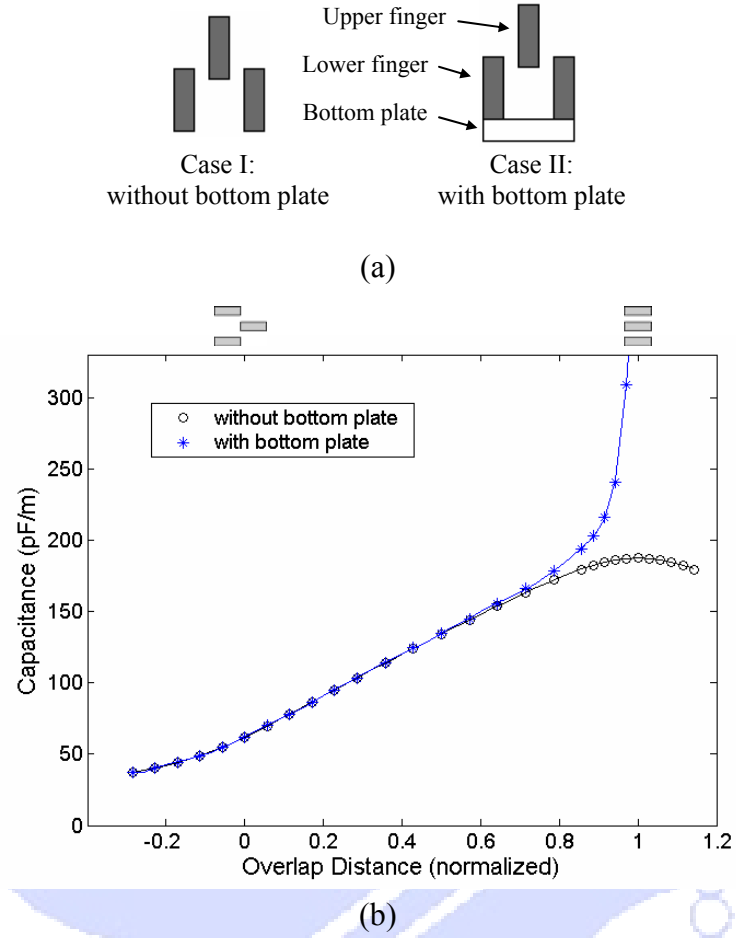 Upper finger
Lower finger
Bottom plate
Case I:
without bottom plate
Case II:
with bottom plate
(a)
300
250
200
150
100
50
0
Capacitance (pF/m)
without bottom plate
with bottom plate
-0.2 0 0.2 0.4 0.6 0.8 1 1.2
Overlap Distance (normalized)
(b)